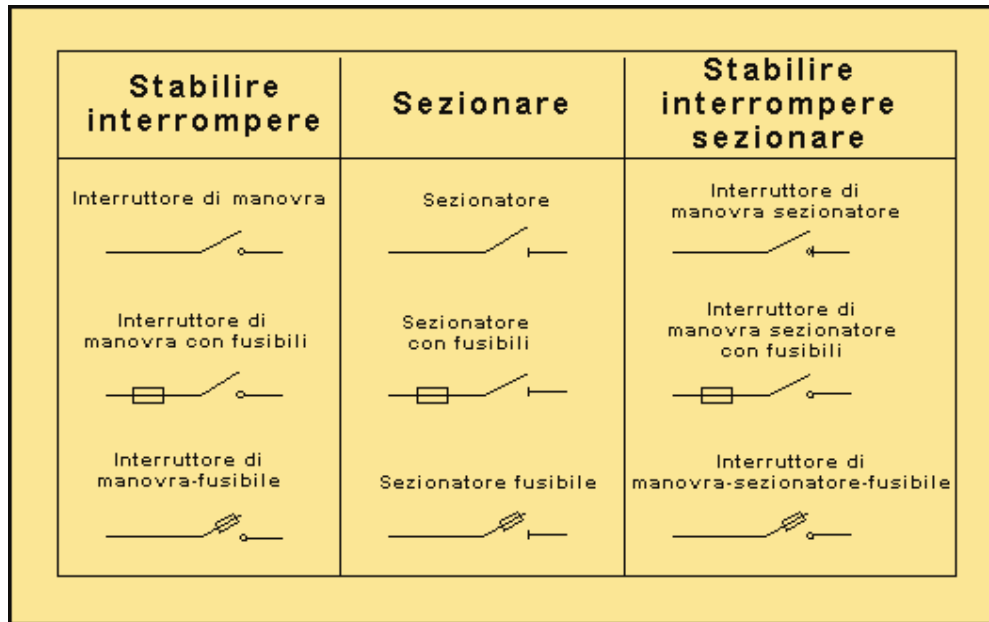 Stabilire
interrompere
Sezionare
Stabilire
interrompere
sezionare
Interruttore di manovra
Sezionatore
Interruttore di
manovra sezionatore
Interruttore di
manovra con fusibili
Sezionatore
con fusibili
Interruttore di
manovra sezionatore
con fusibili
Interruttore di
manovra-fusibile
Sezionatore fusibile
Interruttore di
manovra-sezionatore-fusibile